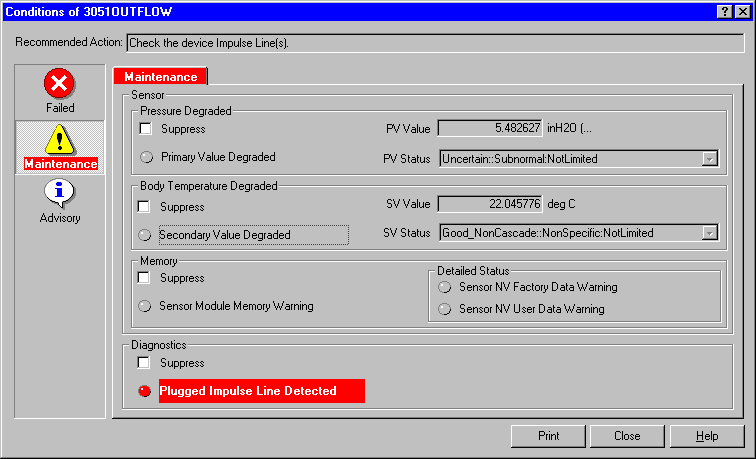 Conditions of 3051OUTFLOW
Recommended Action: Check the device Impulse Line(s).
Failed
Maintenance
Advisory
Maintenance
Sensor
Pressure Degraded
Suppress
PV Value 5.482627 inH2O (...
Primary Value Degraded
PV Status Uncertain::Subnormal:NotLimited
Body Temperature Degraded
Suppress
SV Value 22.045776 deg C
Secondary Value Degraded
SV Status Good_NonCascade::NonSpecific:NotLimited
Memory
Suppress
Sensor Module Memory Warning
Detailed Status
Sensor NV Factory Data Warning
Sensor NV User Data Warning
Diagnostics
Suppress
Plugged Impulse Line Detected
Print Close Help